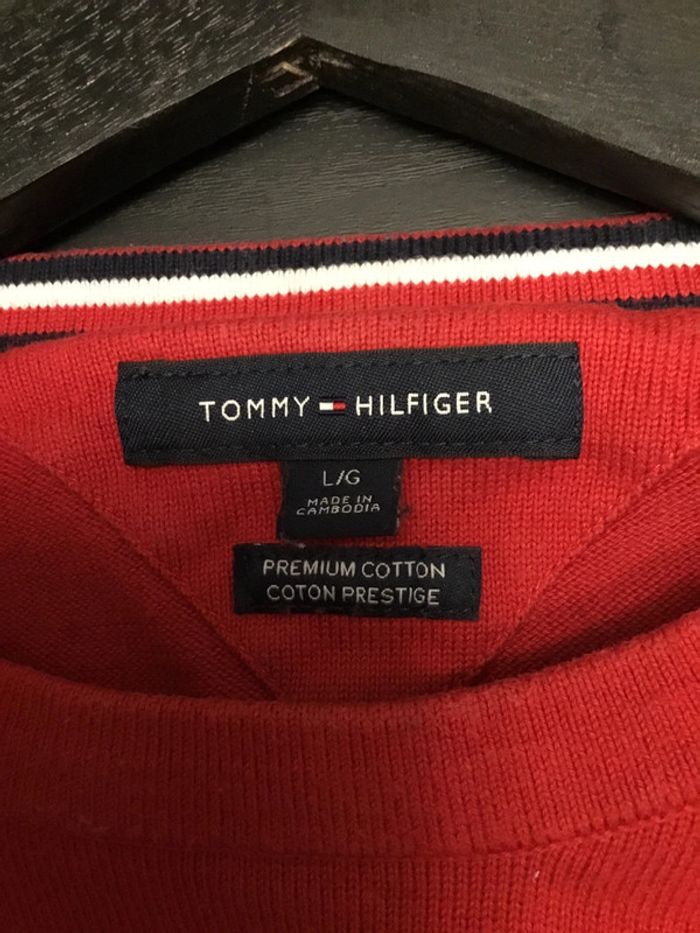 TOMMY HILFIGER
L/G
MADE IN
CAMBODIA
PREMIUM COTTON
COTON PRESTIGE